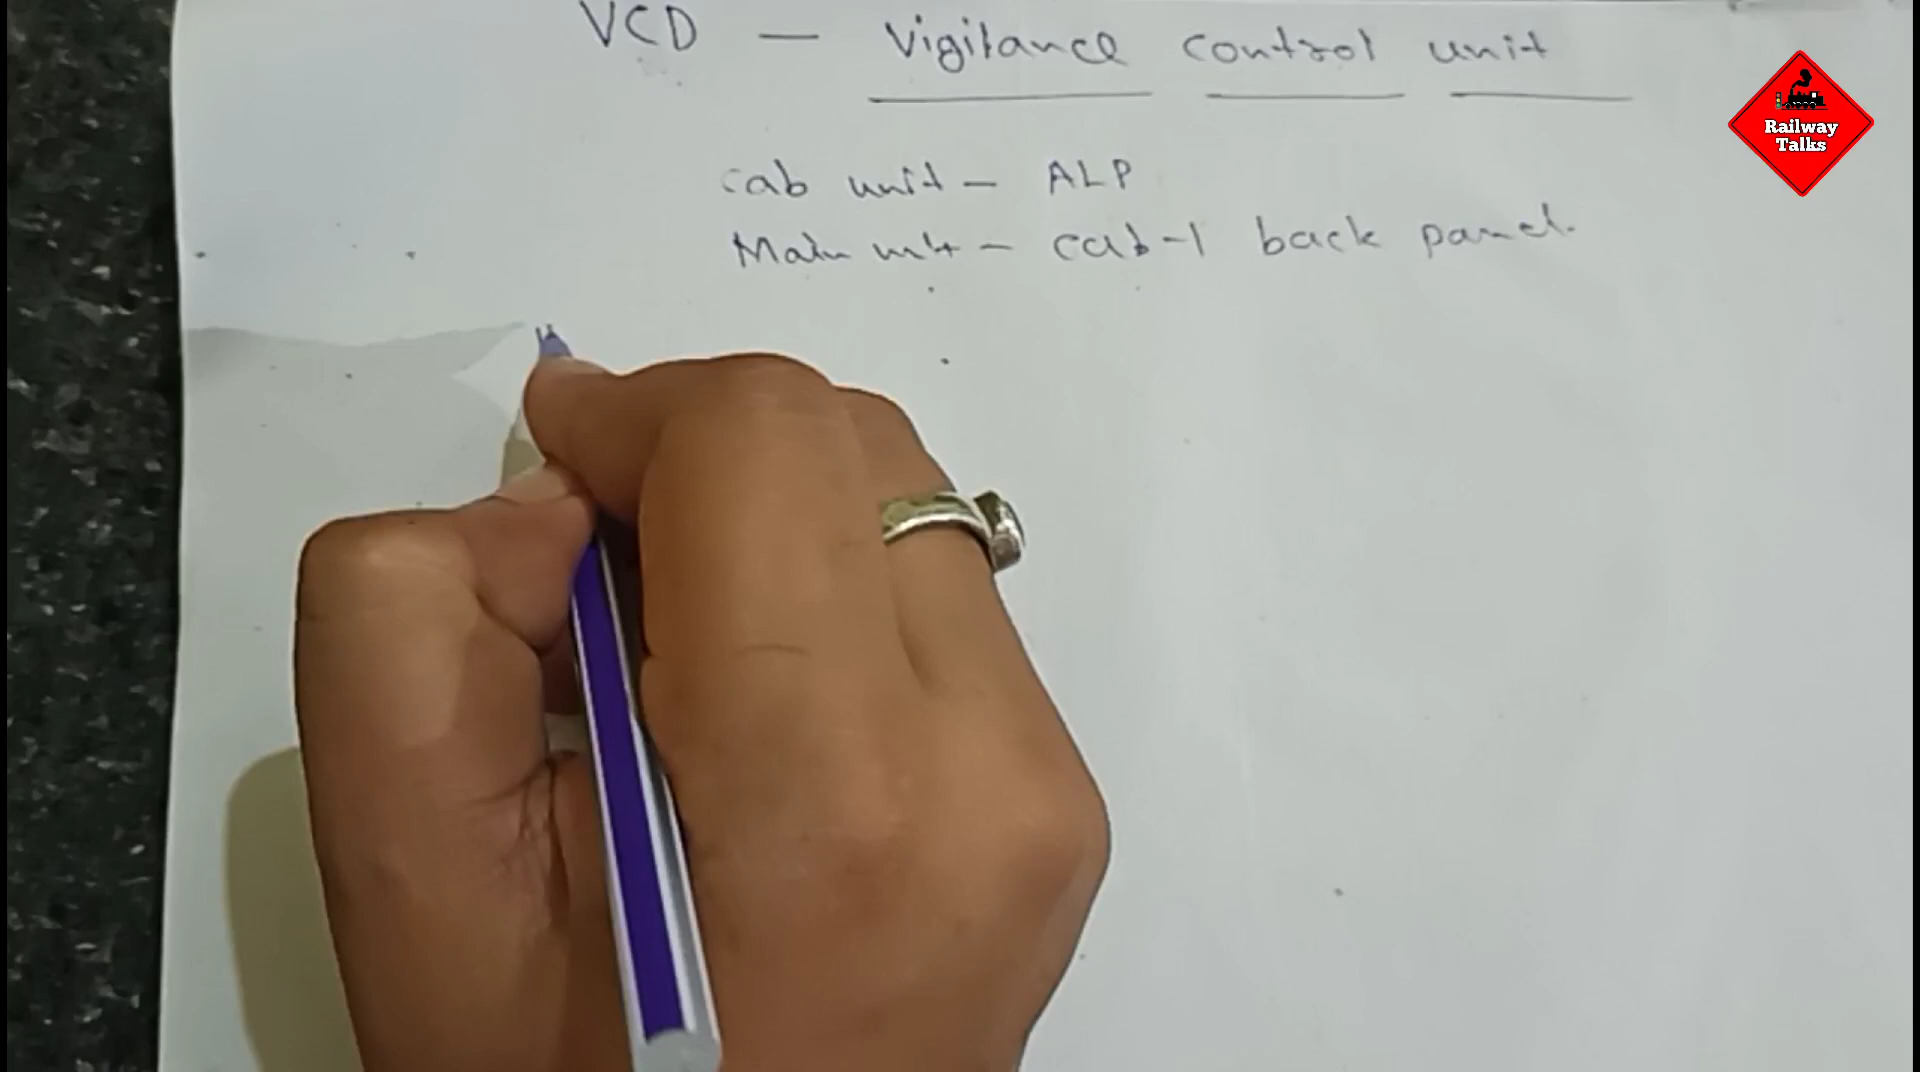 VCD — Vigilance control unit
cab unit — ALP
Main unit — cab-1 back panel.
Railway
Talks